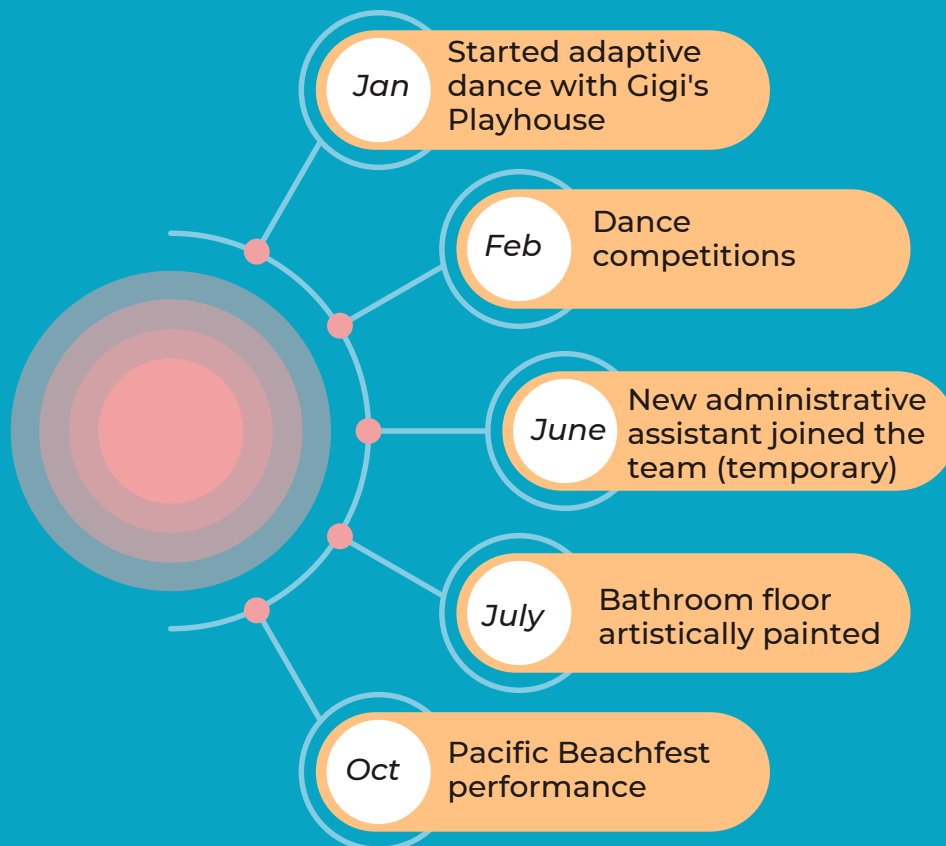 Jan
Started adaptive
dance with Gigi's
Playhouse
Feb
Dance
competitions
June
New administrative
assistant joined the
team (temporary)
July
Bathroom floor
artistically painted
Oct
Pacific Beachfest
performance